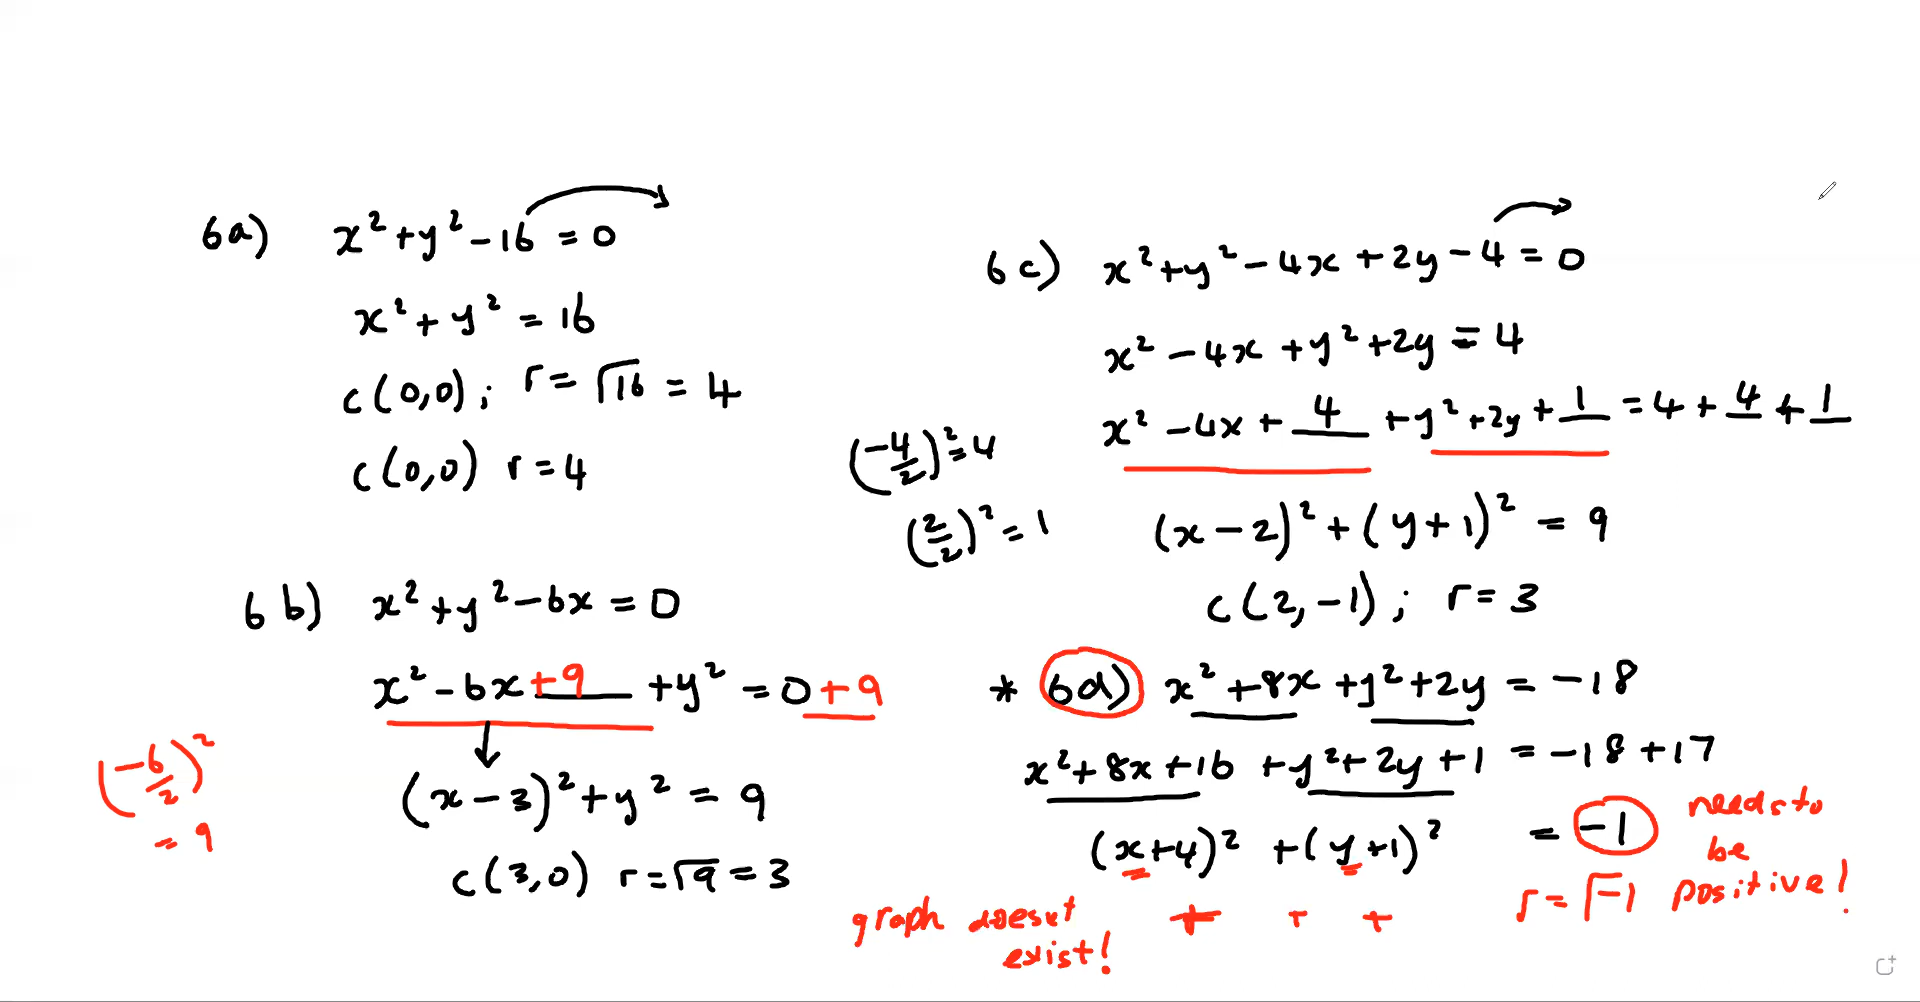 6a) x² + y² - 16 = 0
x² + y² = 16
c(0,0); r = √16 = 4
c(0,0) r = 4
6b) x² + y² - 6x = 0
x² - 6x +9 + y² = 0 + 9
(-6/2)² = 9
(x - 3)² + y² = 9
c(3,0) r = √9 = 3
6c) x² + y² - 4x + 2y - 4 = 0
x² - 4x + y² + 2y = 4
x² - 4x + 4 + y² + 2y + 1 = 4 + 4 + 1
(-4/2)² = 4
(2/2)² = 1
(x - 2)² + (y + 1)² = 9
c(2, -1); r = 3
* 6d) x² + 8x + y² + 2y = -18
x² + 8x + 16 + y² + 2y + 1 = -18 + 17
(x + 4)² + (y + 1)² = -1
needs to
be
positive!
r = √-1
+ + +
graph doesn't
exist!